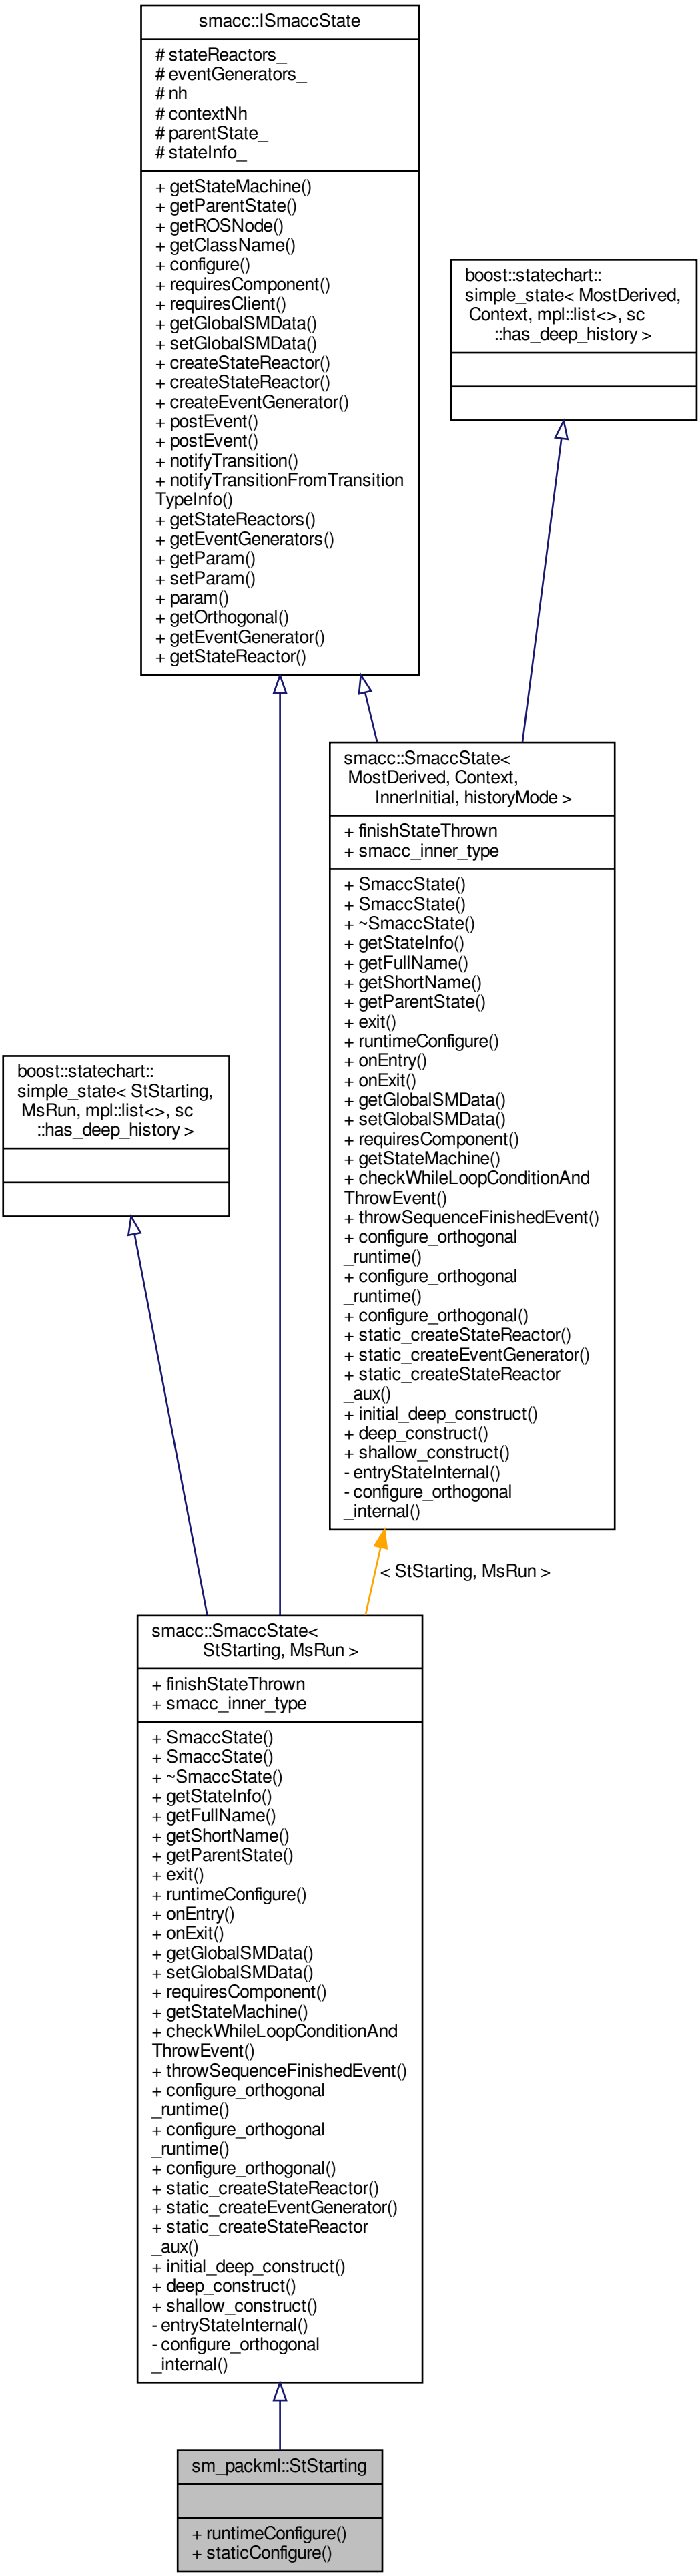 smacc::ISmaccState
# stateReactors_
# eventGenerators_
# nh
# contextNh
# parentState_
# stateInfo_
+ getStateMachine()
+ getParentState()
+ getROSNode()
+ getClassName()
+ configure()
+ requiresComponent()
+ requiresClient()
+ getGlobalSMData()
+ setGlobalSMData()
+ createStateReactor()
+ createStateReactor()
+ createEventGenerator()
+ postEvent()
+ postEvent()
+ notifyTransition()
+ notifyTransitionFromTransition
TypeInfo()
+ getStateReactors()
+ getEventGenerators()
+ getParam()
+ setParam()
+ param()
+ getOrthogonal()
+ getEventGenerator()
+ getStateReactor()
boost::statechart::
simple_state< MostDerived,
Context, mpl::list<>, sc
::has_deep_history >
smacc::SmaccState<
MostDerived, Context,
InnerInitial, historyMode >
+ finishStateThrown
+ smacc_inner_type
+ SmaccState()
+ SmaccState()
+ ~SmaccState()
+ getStateInfo()
+ getFullName()
+ getShortName()
+ getParentState()
+ exit()
+ runtimeConfigure()
+ onEntry()
+ onExit()
+ getGlobalSMData()
+ setGlobalSMData()
+ requiresComponent()
+ getStateMachine()
+ checkWhileLoopConditionAnd
ThrowEvent()
+ throwSequenceFinishedEvent()
+ configure_orthogonal
_runtime()
+ configure_orthogonal
_runtime()
+ configure_orthogonal()
+ static_createStateReactor()
+ static_createEventGenerator()
+ static_createStateReactor
_aux()
+ initial_deep_construct()
+ deep_construct()
+ shallow_construct()
- entryStateInternal()
- configure_orthogonal
_internal()
boost::statechart::
simple_state< StStarting,
MsRun, mpl::list<>, sc
::has_deep_history >
< StStarting, MsRun >
smacc::SmaccState<
StStarting, MsRun >
+ finishStateThrown
+ smacc_inner_type
+ SmaccState()
+ SmaccState()
+ ~SmaccState()
+ getStateInfo()
+ getFullName()
+ getShortName()
+ getParentState()
+ exit()
+ runtimeConfigure()
+ onEntry()
+ onExit()
+ getGlobalSMData()
+ setGlobalSMData()
+ requiresComponent()
+ getStateMachine()
+ checkWhileLoopConditionAnd
ThrowEvent()
+ throwSequenceFinishedEvent()
+ configure_orthogonal
_runtime()
+ configure_orthogonal
_runtime()
+ configure_orthogonal()
+ static_createStateReactor()
+ static_createEventGenerator()
+ static_createStateReactor
_aux()
+ initial_deep_construct()
+ deep_construct()
+ shallow_construct()
- entryStateInternal()
- configure_orthogonal
_internal()
sm_packml::StStarting
+ runtimeConfigure()
+ staticConfigure()